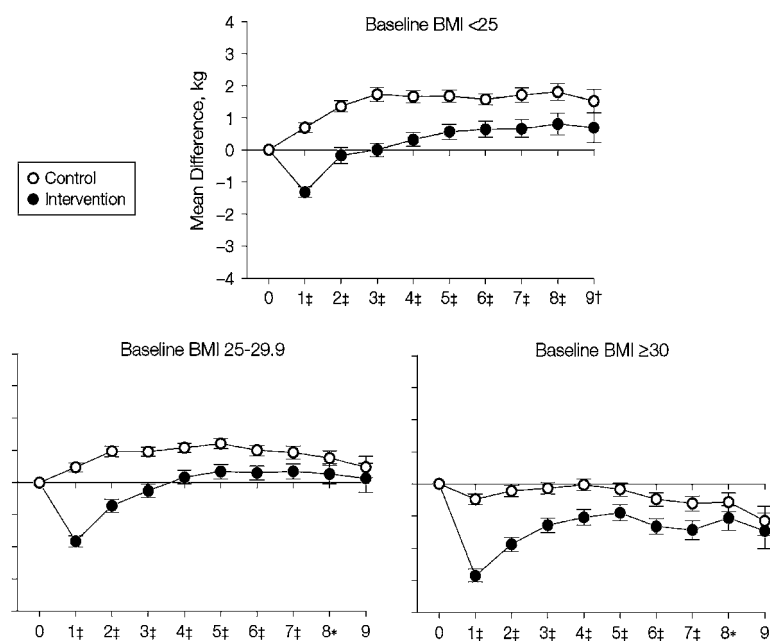 Baseline BMI <25
4
3
2
1
0
−1
−2
−3
−4
Mean Difference, kg
0 1‡ 2‡ 3‡ 4‡ 5‡ 6‡ 7‡ 8‡ 9†
Control
Intervention
Baseline BMI 25-29.9
0 1‡ 2‡ 3‡ 4‡ 5‡ 6‡ 7‡ 8* 9
Baseline BMI ≥30
0 1‡ 2‡ 3‡ 4‡ 5‡ 6‡ 7‡ 8* 9